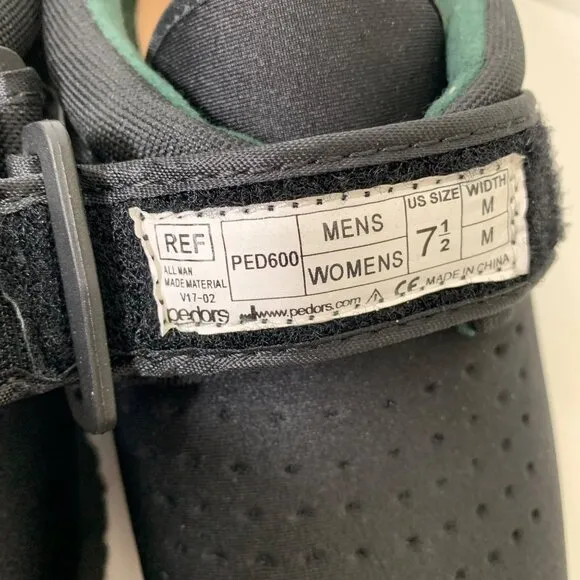 REF
ALL MAN
MADE MATERIAL
V17-02
pedors
PED600
MENS
WOMENS
US SIZE
7 1/2
WIDTH
M
M
www.pedors.com CE MADE IN CHINA